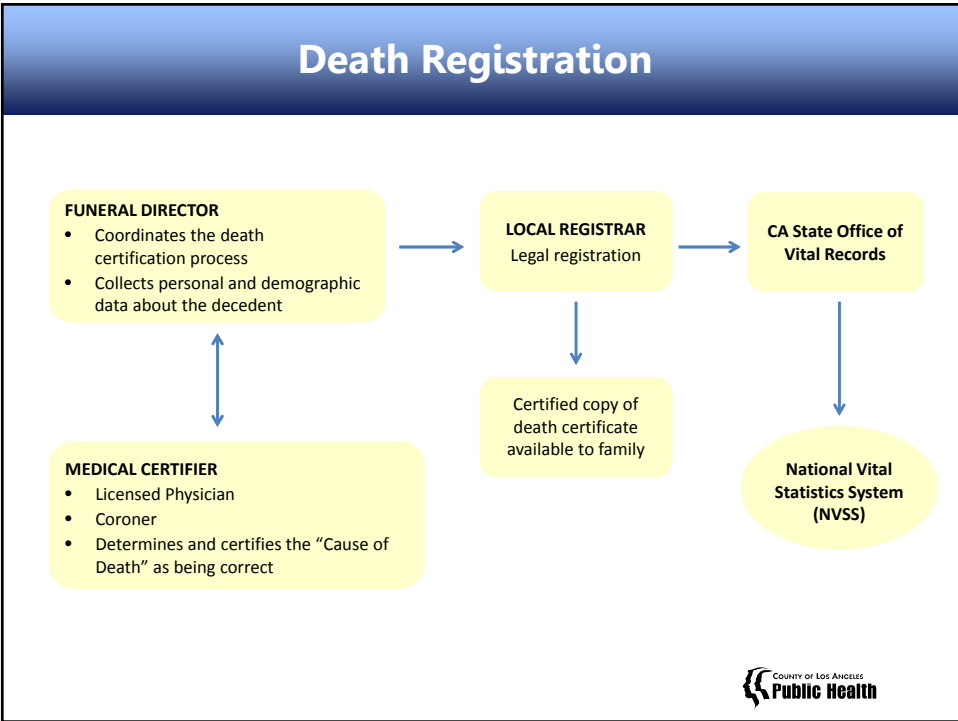 Death Registration
FUNERAL DIRECTOR
• Coordinates the death
certification process
• Collects personal and demographic
data about the decedent
LOCAL REGISTRAR
Legal registration
CA State Office of
Vital Records
Certified copy of
death certificate
available to family
MEDICAL CERTIFIER
• Licensed Physician
• Coroner
• Determines and certifies the “Cause of
Death” as being correct
National Vital
Statistics System
(NVSS)
COUNTY OF LOS ANGELES
Public Health